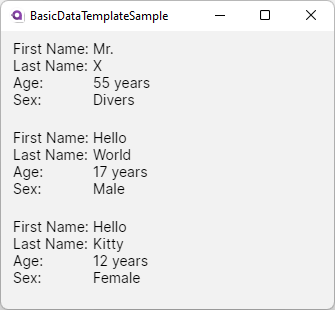 BasicDataTemplateSample
First Name: Mr.
Last Name: X
Age: 55 years
Sex: Divers
First Name: Hello
Last Name: World
Age: 17 years
Sex: Male
First Name: Hello
Last Name: Kitty
Age: 12 years
Sex: Female